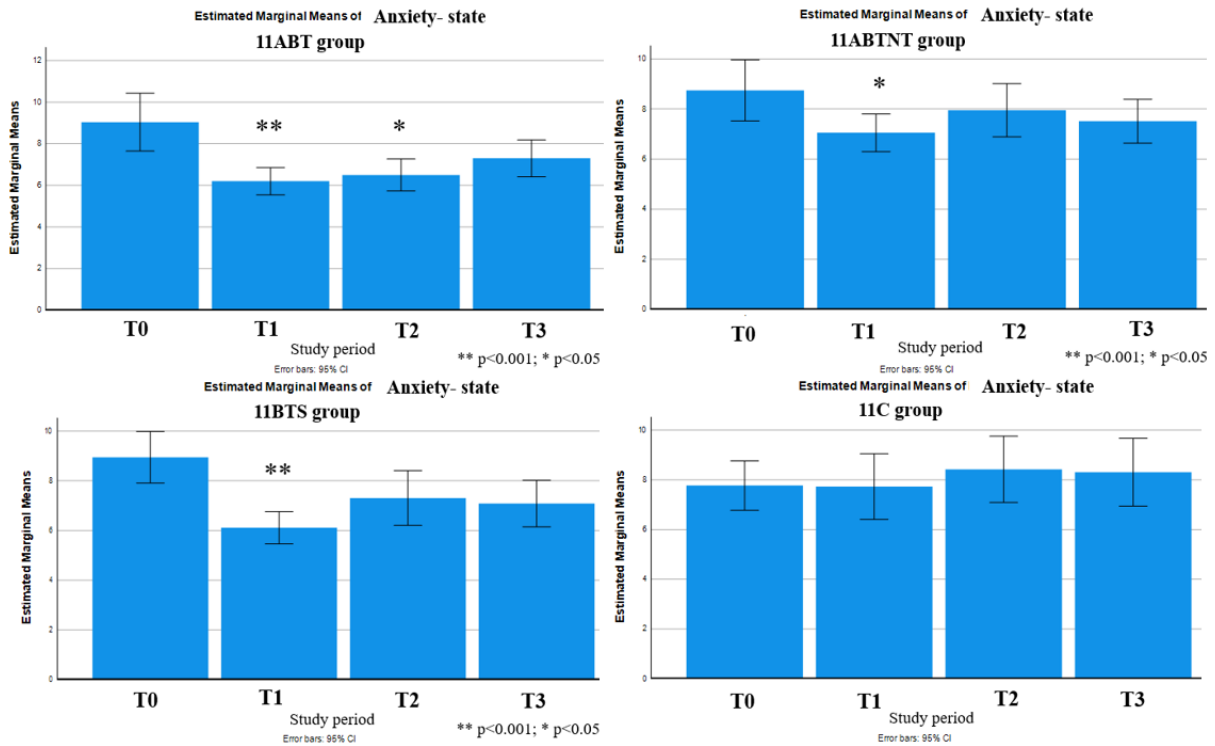 Estimated Marginal Means of Anxiety- state
11ABT group
Estimated Marginal Means
12
10
8
6
4
2
0
**
*
T0 T1 T2 T3
Study period
** p<0.001; * p<0.05
Error bars: 95% CI
Estimated Marginal Means of Anxiety- state
11ABTNT group
Estimated Marginal Means
10
8
6
4
2
0
*
T0 T1 T2 T3
Study period
** p<0.001; * p<0.05
Error bars: 95% CI
Estimated Marginal Means of Anxiety- state
11BTS group
Estimated Marginal Means
10
8
6
4
2
0
**
T0 T1 T2 T3
Study period
** p<0.001; * p<0.05
Error bars: 95% CI
Estimated Marginal Means of Anxiety- state
11C group
Estimated Marginal Means
10
8
6
4
2
0
T0 T1 T2 T3
Study period
Error bars: 95% CI